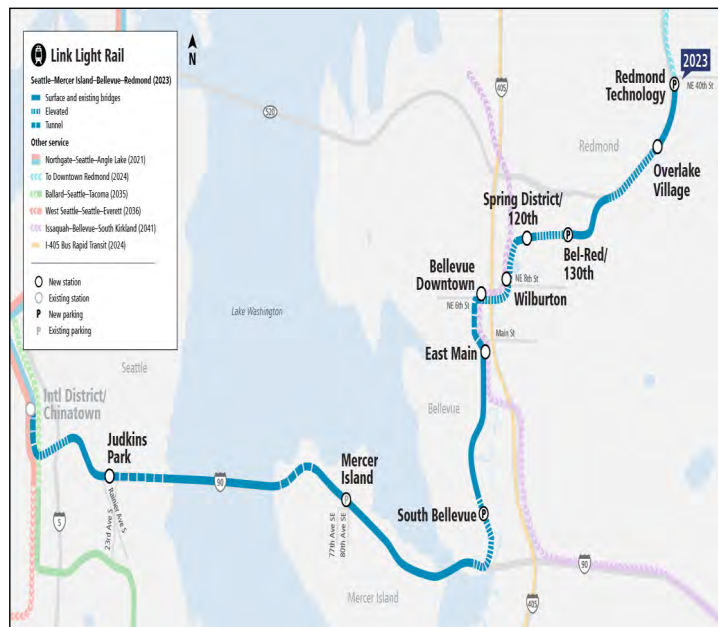 Link Light Rail
N
Seattle–Mercer Island–Bellevue–Redmond (2023)
Surface and existing bridges
Elevated
Tunnel
Other service
Northgate–Seattle–Angle Lake (2021)
To Downtown Redmond (2024)
Ballard–Seattle–Tacoma (2035)
West Seattle–Seattle–Everett (2036)
Issaquah–Bellevue–South Kirkland (2041)
I-405 Bus Rapid Transit (2024)
New station
Existing station
P New parking
P Existing parking
2023
Redmond
Technology
P
NE 40th St
405
520
Redmond
Overlake
Village
Spring District/
120th
P
Bel-Red/
130th
Bellevue
Downtown
NE 8th St
Wilburton
NE 6th St
Lake Washington
Main St
East Main
Seattle
Intl District/
Chinatown
Bellevue
Judkins
Park
Mercer
Island
P
90
South Bellevue
P
Rainier Ave S
23rd Ave S
77th Ave SE
80th Ave SE
5
90
Mercer Island
405